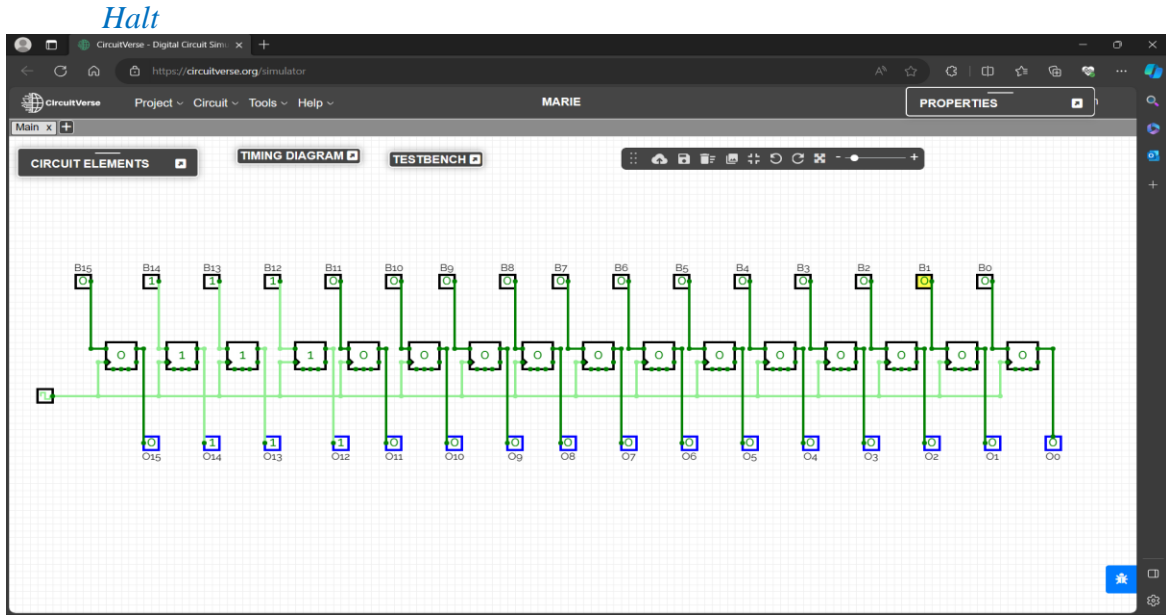 Halt
CircuitVerse - Digital Circuit Simu
https://circuitverse.org/simulator
CircuitVerse Project Circuit Tools Help MARIE PROPERTIES
Main x
CIRCUIT ELEMENTS TIMING DIAGRAM TESTBENCH
B15 B14 B13 B12 B11 B10 B9 B8 B7 B6 B5 B4 B3 B2 B1 B0
0 1 1 1 0 0 0 0 0 0 0 0 0 0 0 0
0 1 1 1 0 0 0 0 0 0 0 0 0 0 0 0
0 1 1 1 0 0 0 0 0 0 0 0 0 0 0 0
O15 O14 O13 O12 O11 O10 O9 O8 O7 O6 O5 O4 O3 O2 O1 O0